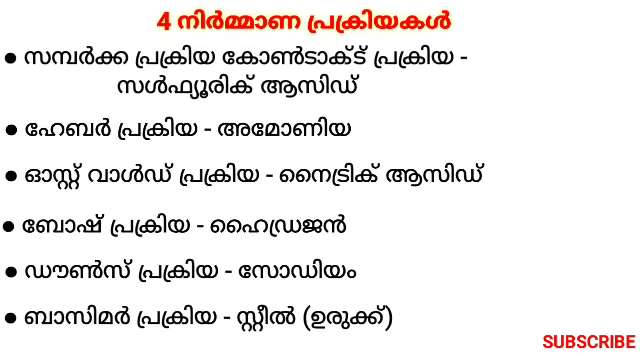 4 നിർമ്മാണ പ്രക്രിയകൾ
● സമ്പർക്ക പ്രക്രിയ കോൺടാക്ട് പ്രക്രിയ -
സൾഫ്യൂരിക് ആസിഡ്
● ഹേബർ പ്രക്രിയ - അമോണിയ
● ഓസ്റ്റ് വാൾഡ് പ്രക്രിയ - നൈട്രിക് ആസിഡ്
● ബോഷ് പ്രക്രിയ - ഹൈഡ്രജൻ
● ഡൗൺസ് പ്രക്രിയ - സോഡിയം
● ബാസിമർ പ്രക്രിയ - സ്റ്റീൽ (ഉരുക്ക്)
SUBSCRIBE